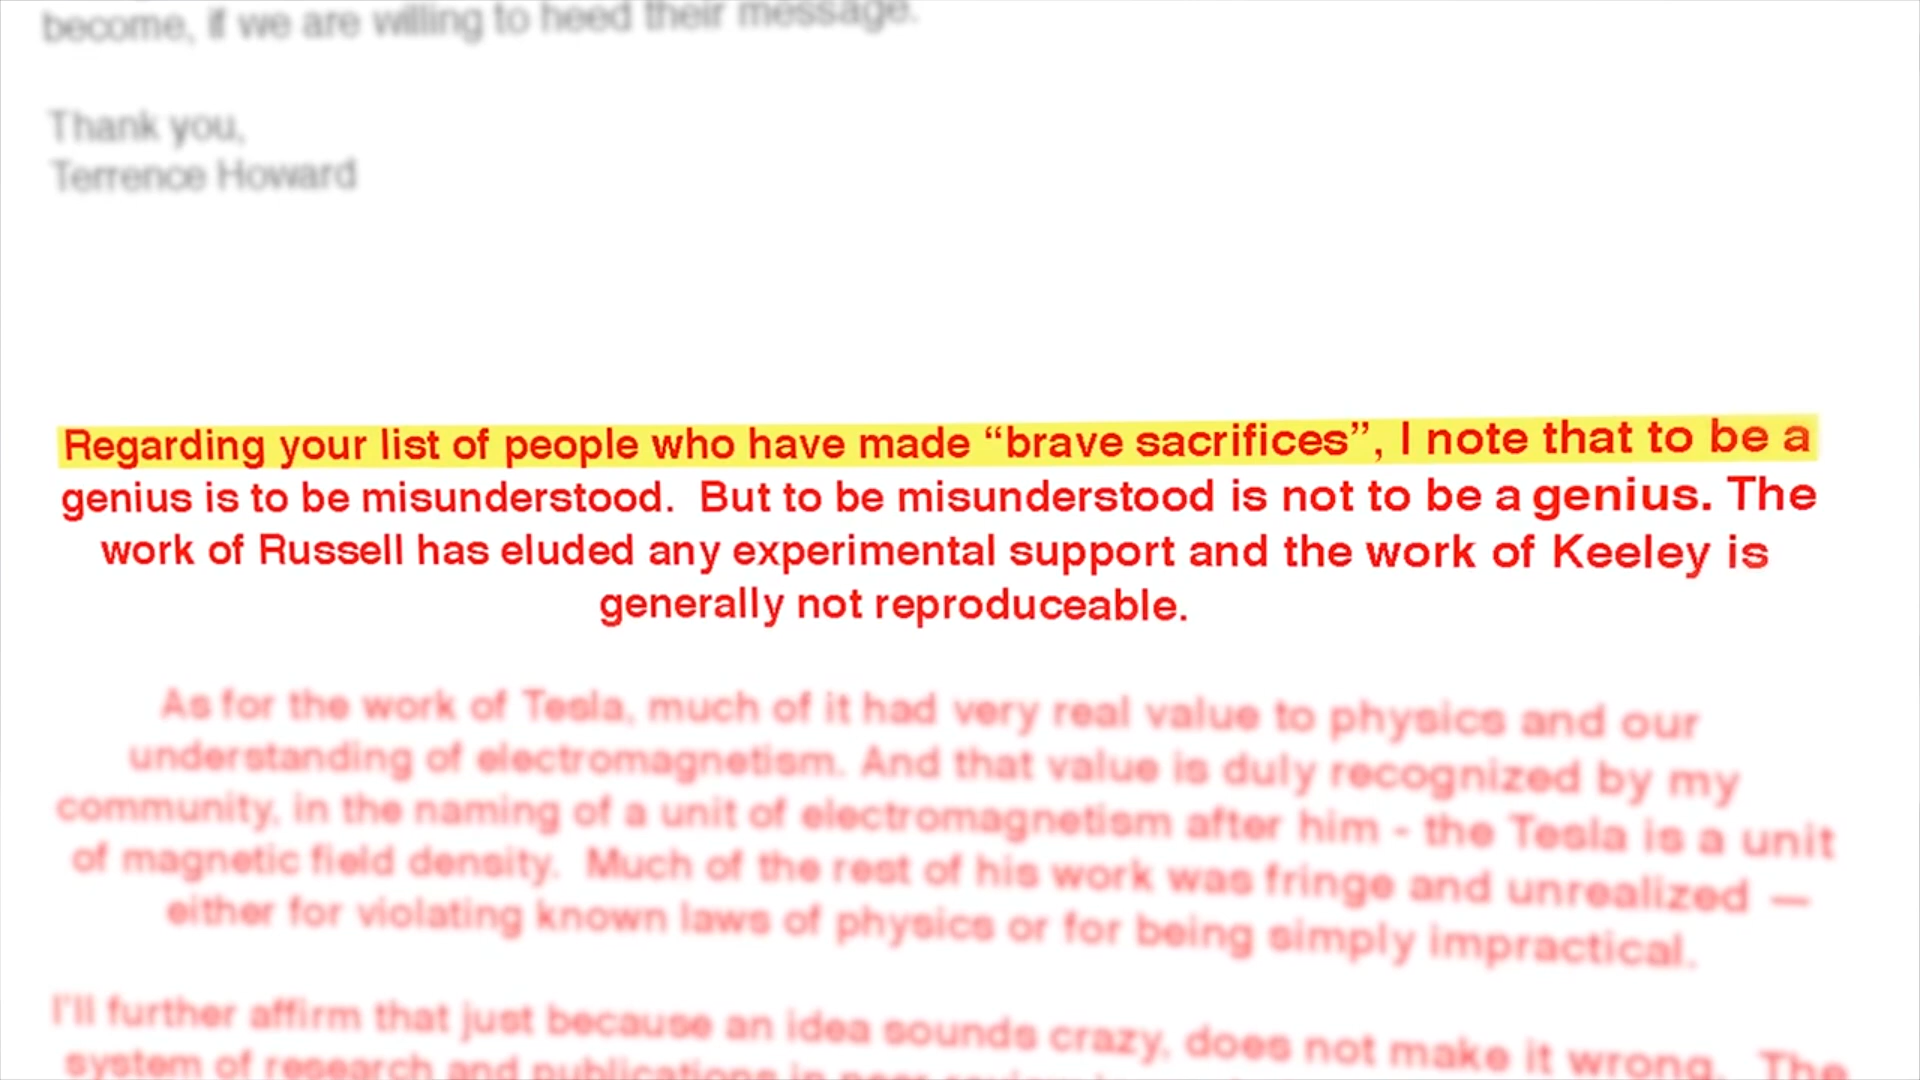 become, if we are willing to heed their message.
Thank you,
Terrence Howard
Regarding your list of people who have made “brave sacrifices”, I note that to be a
genius is to be misunderstood. But to be misunderstood is not to be a genius. The
work of Russell has eluded any experimental support and the work of Keeley is
generally not reproduceable.
As for the work of Tesla, much of it had very real value to physics and our
understanding of electromagnetism. And that value is duly recognized by my
community, in the naming of a unit of electromagnetism after him - the Tesla is a unit
of magnetic field density. Much of the rest of his work was fringe and unrealized —
either for violating known laws of physics or for being simply impractical.
I'll further affirm that just because an idea sounds crazy, does not make it wrong. The
system of research and publications in peer